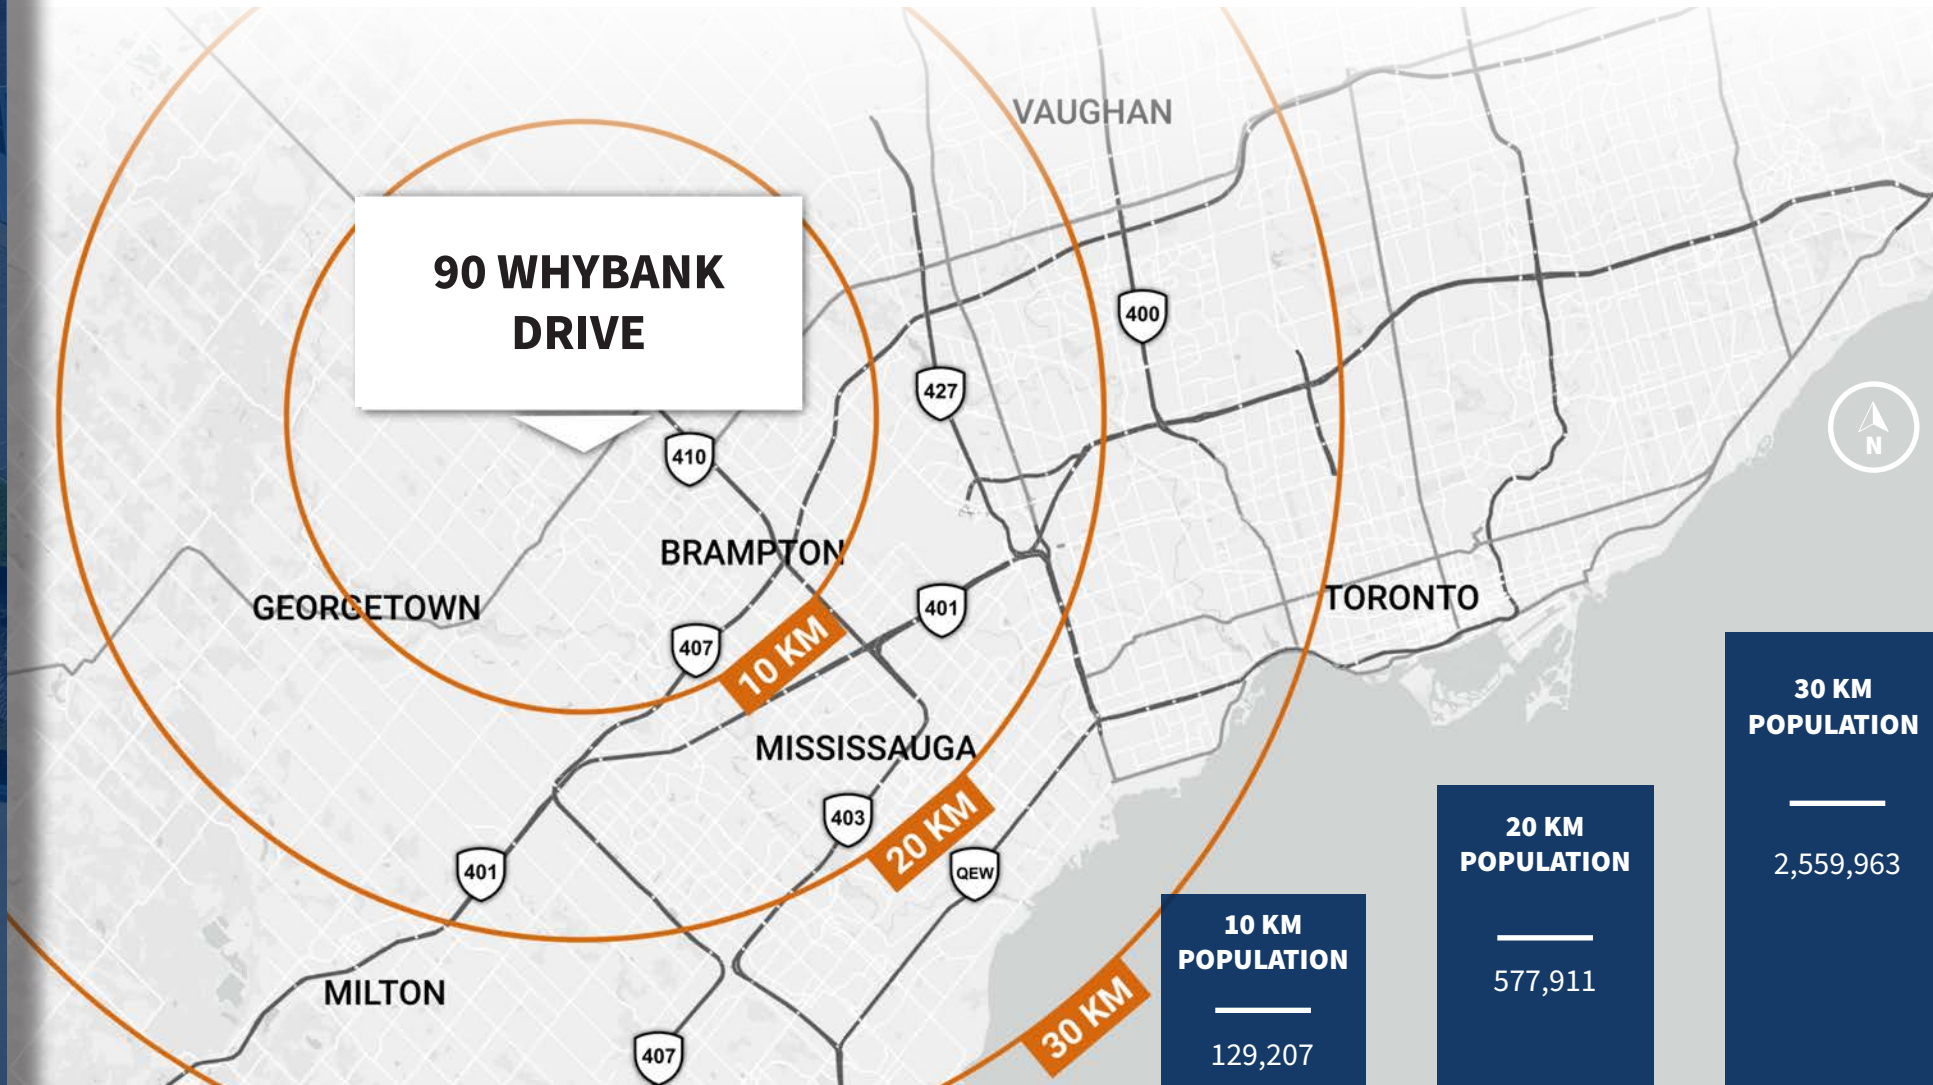 VAUGHAN
90 WHYBANK
DRIVE
400
427
410
N
BRAMPTON
GEORGETOWN
401
TORONTO
407
10 KM
MISSISSAUGA
403
20 KM
QEW
401
MILTON
30 KM
407
10 KM
POPULATION
129,207
20 KM
POPULATION
577,911
30 KM
POPULATION
2,559,963